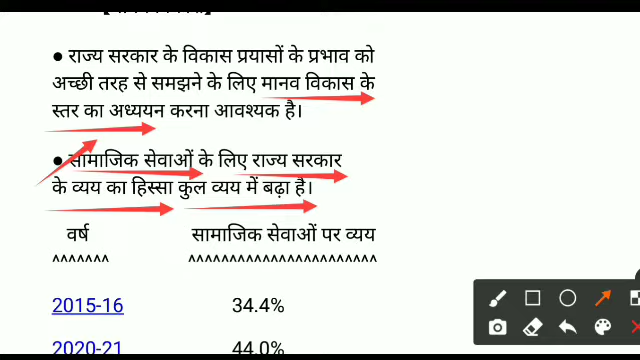 ● राज्य सरकार के विकास प्रयासों के प्रभाव को
अच्छी तरह से समझने के लिए मानव विकास के
स्तर का अध्ययन करना आवश्यक है।
● सामाजिक सेवाओं के लिए राज्य सरकार
के व्यय का हिस्सा कुल व्यय में बढ़ा है।
वर्ष सामाजिक सेवाओं पर व्यय
^^^^^^^ ^^^^^^^^^^^^^^^^^^^^^^^
2015-16 34.4%
2020-21 44.0%